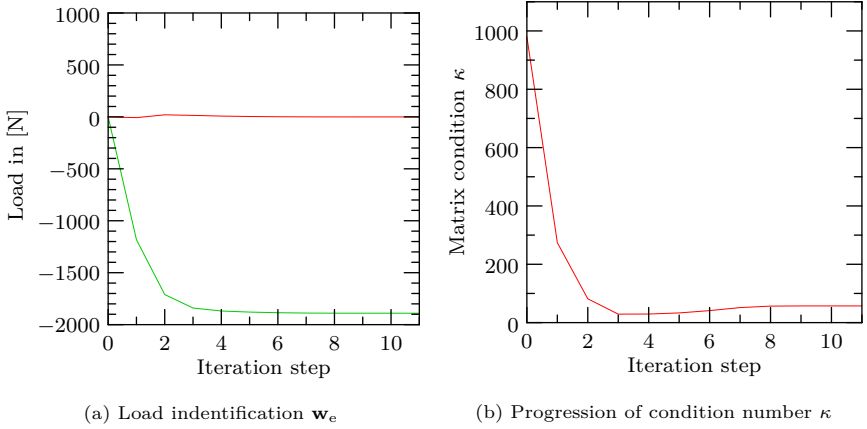 1000
500
0
−500
−1000
−1500
−2000
Load in [N]
0 2 4 6 8 10
Iteration step
(a) Load indentification w_e
1000
800
600
400
200
0
Matrix condition κ
0 2 4 6 8 10
Iteration step
(b) Progression of condition number κ